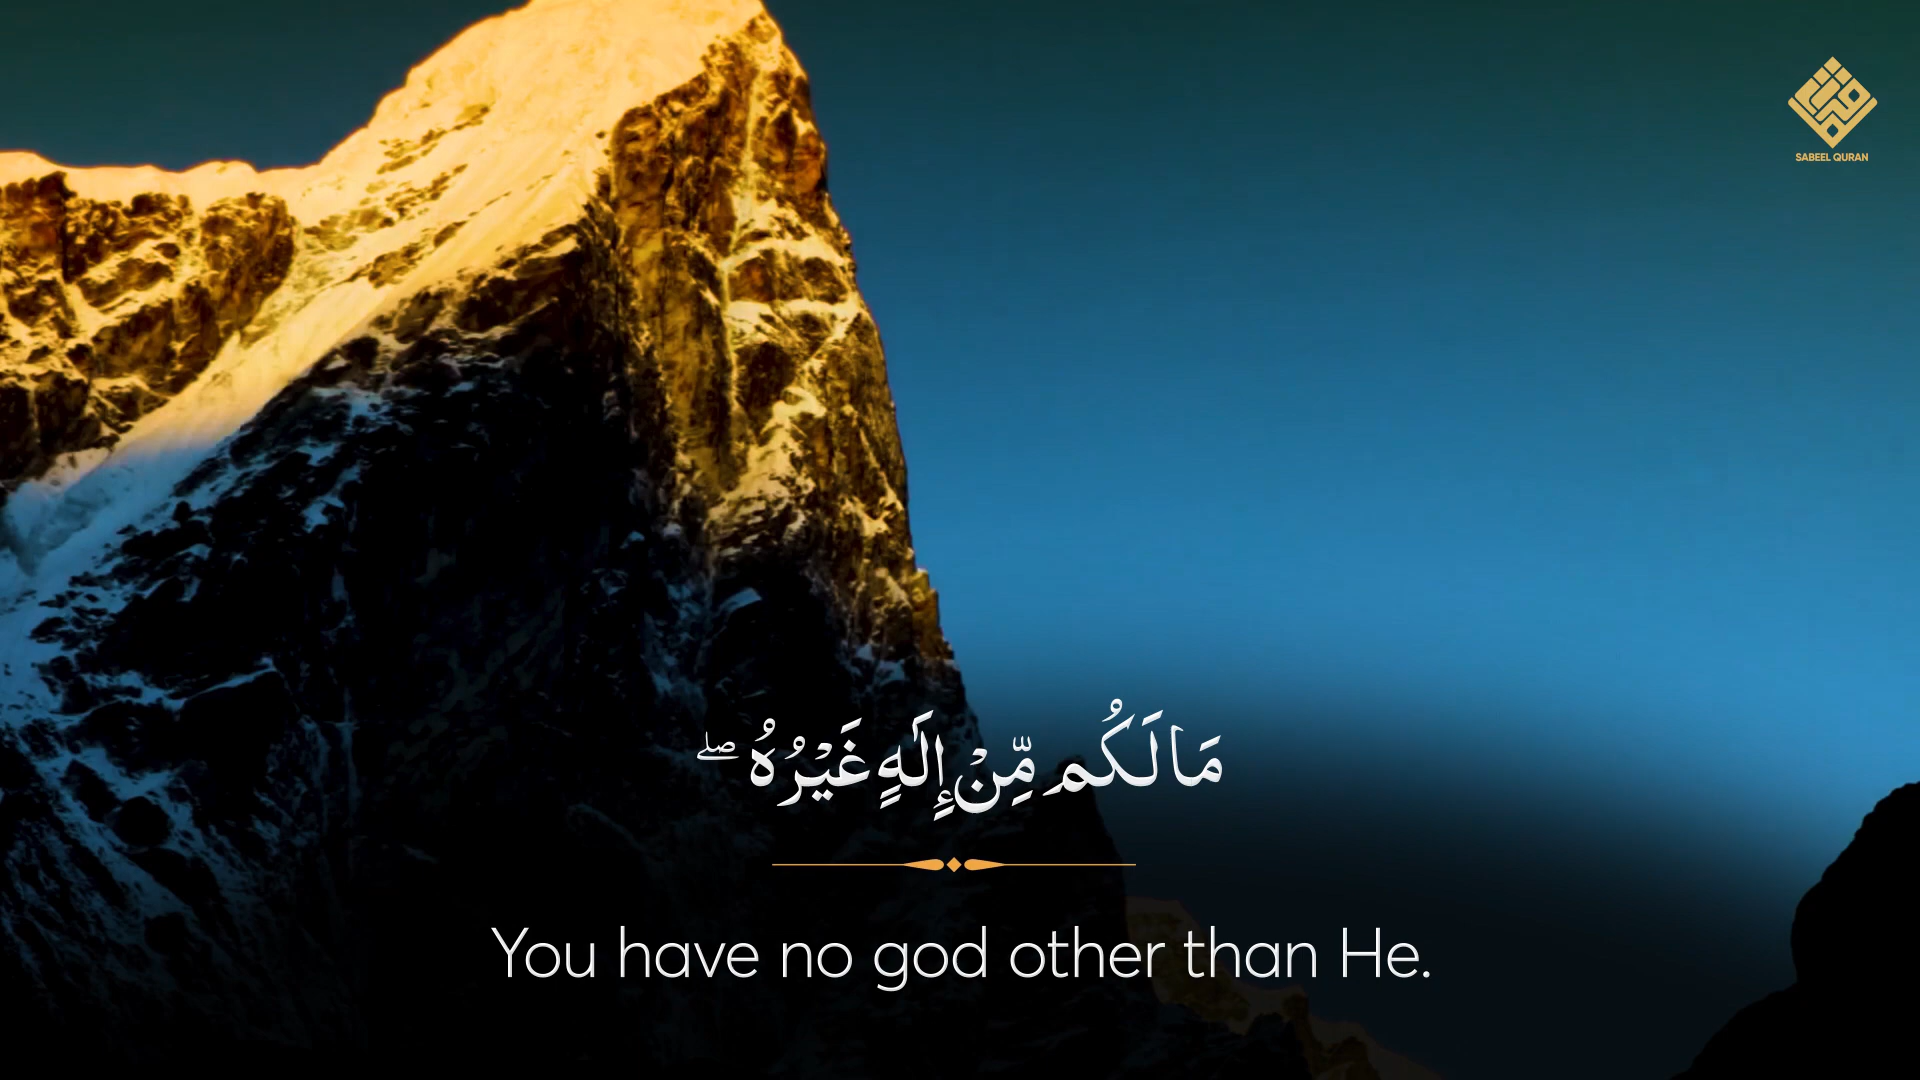 SABEEL QURAN
مَا لَكُم مِّنْ إِلَٰهٍ غَيْرُهُۥ ۖ
You have no god other than He.